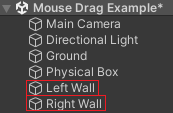 Mouse Drag Example*
Main Camera
Directional Light
Ground
Physical Box
Left Wall
Right Wall